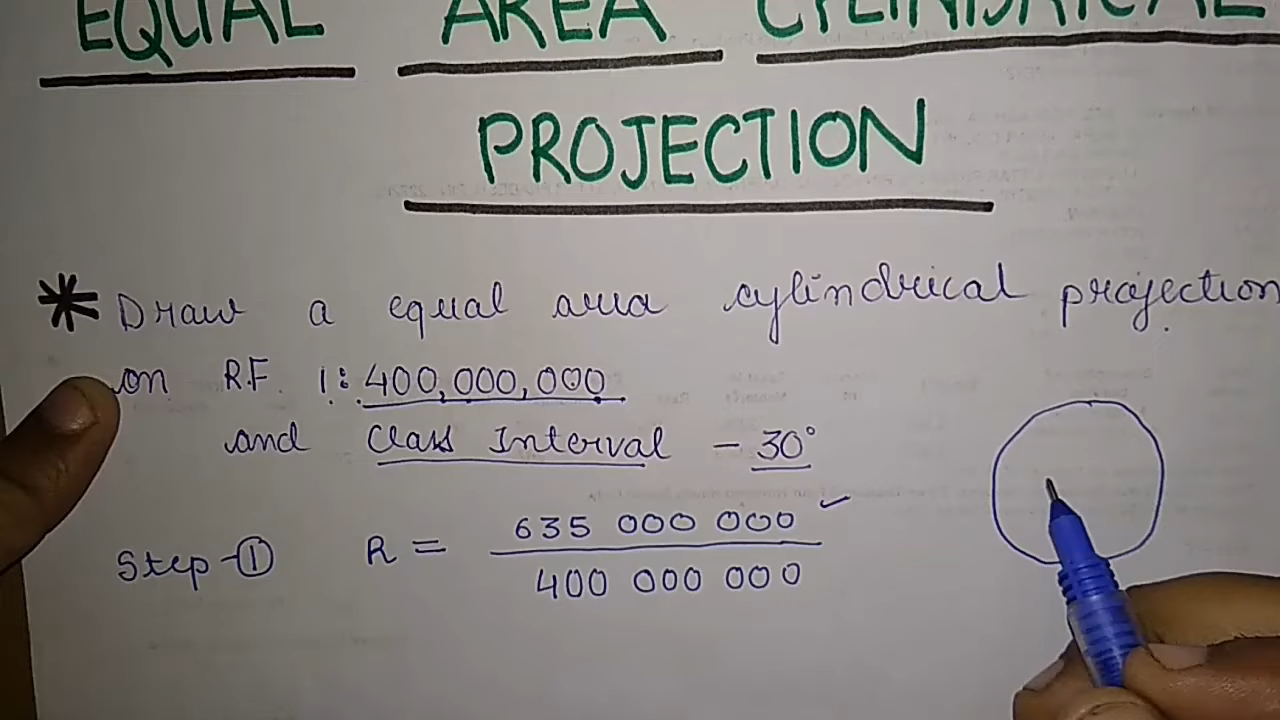 EQUAL AREA CYLINDRICAL
PROJECTION
* Draw a equal area cylindrical projection
on R.F. 1:400,000,000
and Class Interval - 30°
Step-① R = 635 000 000
400 000 000